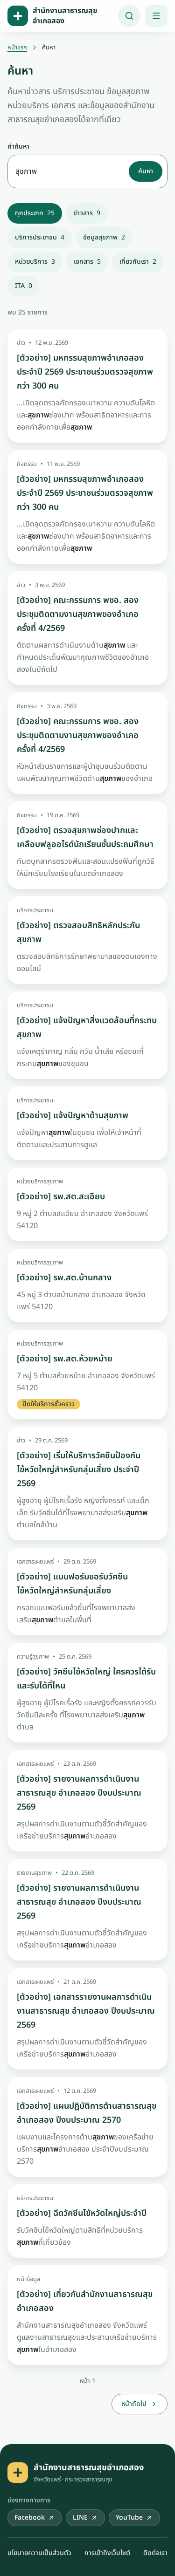 สำนักงานสาธารณสุข
อำเภอสอง
หน้าแรก > ค้นหา
ค้นหา
ค้นหาข่าวสาร บริการประชาชน ข้อมูลสุขภาพ
หน่วยบริการ เอกสาร และข้อมูลของสำนักงาน
สาธารณสุขอำเภอสองได้จากที่เดียว
คำค้นหา
สุขภาพ
ค้นหา
ทุกประเภท 25
ข่าวสาร 9
บริการประชาชน 4
ข้อมูลสุขภาพ 2
หน่วยบริการ 3
เอกสาร 5
เกี่ยวกับเรา 2
ITA 0
พบ 25 รายการ
ข่าว • 12 พ.ย. 2569
[ตัวอย่าง] มหกรรมสุขภาพอำเภอสอง
ประจำปี 2569 ประชาชนร่วมตรวจสุขภาพ
กว่า 300 คน
...เปิดจุดตรวจคัดกรองเบาหวาน ความดันโลหิต
และสุขภาพช่องปาก พร้อมสาธิตอาหารและการ
ออกกำลังกายเพื่อสุขภาพ
กิจกรรม • 11 พ.ย. 2569
[ตัวอย่าง] มหกรรมสุขภาพอำเภอสอง
ประจำปี 2569 ประชาชนร่วมตรวจสุขภาพ
กว่า 300 คน
...เปิดจุดตรวจคัดกรองเบาหวาน ความดันโลหิต
และสุขภาพช่องปาก พร้อมสาธิตอาหารและการ
ออกกำลังกายเพื่อสุขภาพ
ข่าว • 3 พ.ย. 2569
[ตัวอย่าง] คณะกรรมการ พชอ. สอง
ประชุมติดตามงานสุขภาพของอำเภอ
ครั้งที่ 4/2569
ติดตามผลการดำเนินงานด้านสุขภาพ และ
กำหนดประเด็นพัฒนาคุณภาพชีวิตของอำเภอ
สองในปีถัดไป
กิจกรรม • 3 พ.ย. 2569
[ตัวอย่าง] คณะกรรมการ พชอ. สอง
ประชุมติดตามงานสุขภาพของอำเภอ
ครั้งที่ 4/2569
หัวหน้าส่วนราชการและผู้นำชุมชนร่วมติดตาม
แผนพัฒนาคุณภาพชีวิตด้านสุขภาพของอำเภอ
กิจกรรม • 19 ต.ค. 2569
[ตัวอย่าง] ตรวจสุขภาพช่องปากและ
เคลือบฟลูออไรด์นักเรียนชั้นประถมศึกษา
ทันตบุคลากรตรวจฟันและสอนแปรงฟันที่ถูกวิธี
ให้นักเรียนโรงเรียนในเขตอำเภอสอง
บริการประชาชน
[ตัวอย่าง] ตรวจสอบสิทธิหลักประกัน
สุขภาพ
ตรวจสอบสิทธิการรักษาพยาบาลของตนเองทาง
ออนไลน์
บริการประชาชน
[ตัวอย่าง] แจ้งปัญหาสิ่งแวดล้อมที่กระทบ
สุขภาพ
แจ้งเหตุรำคาญ กลิ่น ควัน น้ำเสีย หรือขยะที่
กระทบสุขภาพของชุมชน
บริการประชาชน
[ตัวอย่าง] แจ้งปัญหาด้านสุขภาพ
แจ้งปัญหาสุขภาพในชุมชน เพื่อให้เจ้าหน้าที่
ติดตามและประสานการดูแล
หน่วยบริการสุขภาพ
[ตัวอย่าง] รพ.สต.สะเอียบ
9 หมู่ 2 ตำบลสะเอียบ อำเภอสอง จังหวัดแพร่
54120
หน่วยบริการสุขภาพ
[ตัวอย่าง] รพ.สต.บ้านกลาง
45 หมู่ 3 ตำบลบ้านกลาง อำเภอสอง จังหวัด
แพร่ 54120
หน่วยบริการสุขภาพ
[ตัวอย่าง] รพ.สต.ห้วยหม้าย
7 หมู่ 5 ตำบลห้วยหม้าย อำเภอสอง จังหวัดแพร่
54120
ปิดให้บริการชั่วคราว
ข่าว • 29 ต.ค. 2569
[ตัวอย่าง] เริ่มให้บริการวัคซีนป้องกัน
ไข้หวัดใหญ่สำหรับกลุ่มเสี่ยง ประจำปี
2569
ผู้สูงอายุ ผู้มีโรคเรื้อรัง หญิงตั้งครรภ์ และเด็ก
เล็ก รับวัคซีนได้ที่โรงพยาบาลส่งเสริมสุขภาพ
ตำบลใกล้บ้าน
เอกสารเผยแพร่ • 29 ต.ค. 2569
[ตัวอย่าง] แบบฟอร์มขอรับวัคซีน
ไข้หวัดใหญ่สำหรับกลุ่มเสี่ยง
กรอกแบบฟอร์มแล้วยื่นที่โรงพยาบาลส่ง
เสริมสุขภาพตำบลในพื้นที่
ความรู้สุขภาพ • 25 ต.ค. 2569
[ตัวอย่าง] วัคซีนไข้หวัดใหญ่ ใครควรได้รับ
และรับได้ที่ไหน
ผู้สูงอายุ ผู้มีโรคเรื้อรัง และหญิงตั้งครรภ์ควรรับ
วัคซีนปีละครั้ง ที่โรงพยาบาลส่งเสริมสุขภาพ
ตำบล
เอกสารเผยแพร่ • 23 ต.ค. 2569
[ตัวอย่าง] รายงานผลการดำเนินงาน
สาธารณสุข อำเภอสอง ปีงบประมาณ
2569
สรุปผลการดำเนินงานตามตัวชี้วัดสำคัญของ
เครือข่ายบริการสุขภาพอำเภอสอง
รายงานสุขภาพ • 22 ต.ค. 2569
[ตัวอย่าง] รายงานผลการดำเนินงาน
สาธารณสุข อำเภอสอง ปีงบประมาณ
2569
สรุปผลการดำเนินงานตามตัวชี้วัดสำคัญของ
เครือข่ายบริการสุขภาพอำเภอสอง
เอกสารเผยแพร่ • 21 ต.ค. 2569
[ตัวอย่าง] เอกสารรายงานผลการดำเนิน
งานสาธารณสุข อำเภอสอง ปีงบประมาณ
2569
สรุปผลการดำเนินงานตามตัวชี้วัดสำคัญของ
เครือข่ายบริการสุขภาพอำเภอสอง
เอกสารเผยแพร่ • 12 ต.ค. 2569
[ตัวอย่าง] แผนปฏิบัติการด้านสาธารณสุข
อำเภอสอง ปีงบประมาณ 2570
แผนงานและโครงการด้านสุขภาพของเครือข่าย
บริการสุขภาพอำเภอสอง ประจำปีงบประมาณ
2570
บริการประชาชน
[ตัวอย่าง] ฉีดวัคซีนไข้หวัดใหญ่ประจำปี
รับวัคซีนไข้หวัดใหญ่ตามสิทธิที่หน่วยบริการ
สุขภาพที่เกี่ยวข้อง
หน้าข้อมูล
[ตัวอย่าง] เกี่ยวกับสำนักงานสาธารณสุข
อำเภอสอง
สำนักงานสาธารณสุขอำเภอสอง จังหวัดแพร่
ดูแลงานสาธารณสุขและประสานเครือข่ายบริการ
สุขภาพในอำเภอสอง
หน้า 1
หน้าถัดไป >
สำนักงานสาธารณสุขอำเภอสอง
จังหวัดแพร่ · กระทรวงสาธารณสุข
ช่องทางทางการ
Facebook ↗
LINE ↗
YouTube ↗
นโยบายความเป็นส่วนตัว
การเข้าถึงเว็บไซต์
ติดต่อเรา